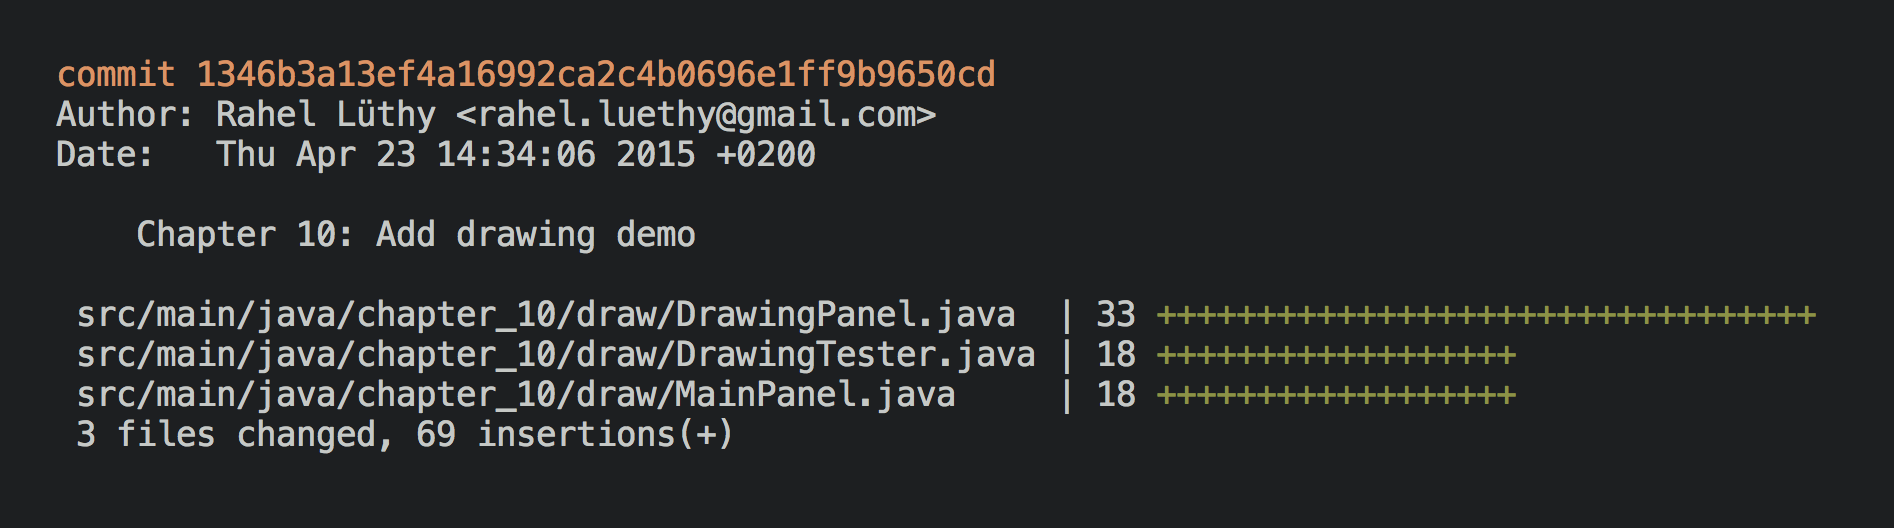 commit 1346b3a13ef4a16992ca2c4b0696e1ff9b9650cd
Author: Rahel Lüthy <rahel.luethy@gmail.com>
Date:   Thu Apr 23 14:34:06 2015 +0200
Chapter 10: Add drawing demo
src/main/java/chapter_10/draw/DrawingPanel.java  | 33 +++++++++++++++++++++++++++++++++
src/main/java/chapter_10/draw/DrawingTester.java | 18 ++++++++++++++++++
src/main/java/chapter_10/draw/MainPanel.java     | 18 ++++++++++++++++++
3 files changed, 69 insertions(+)